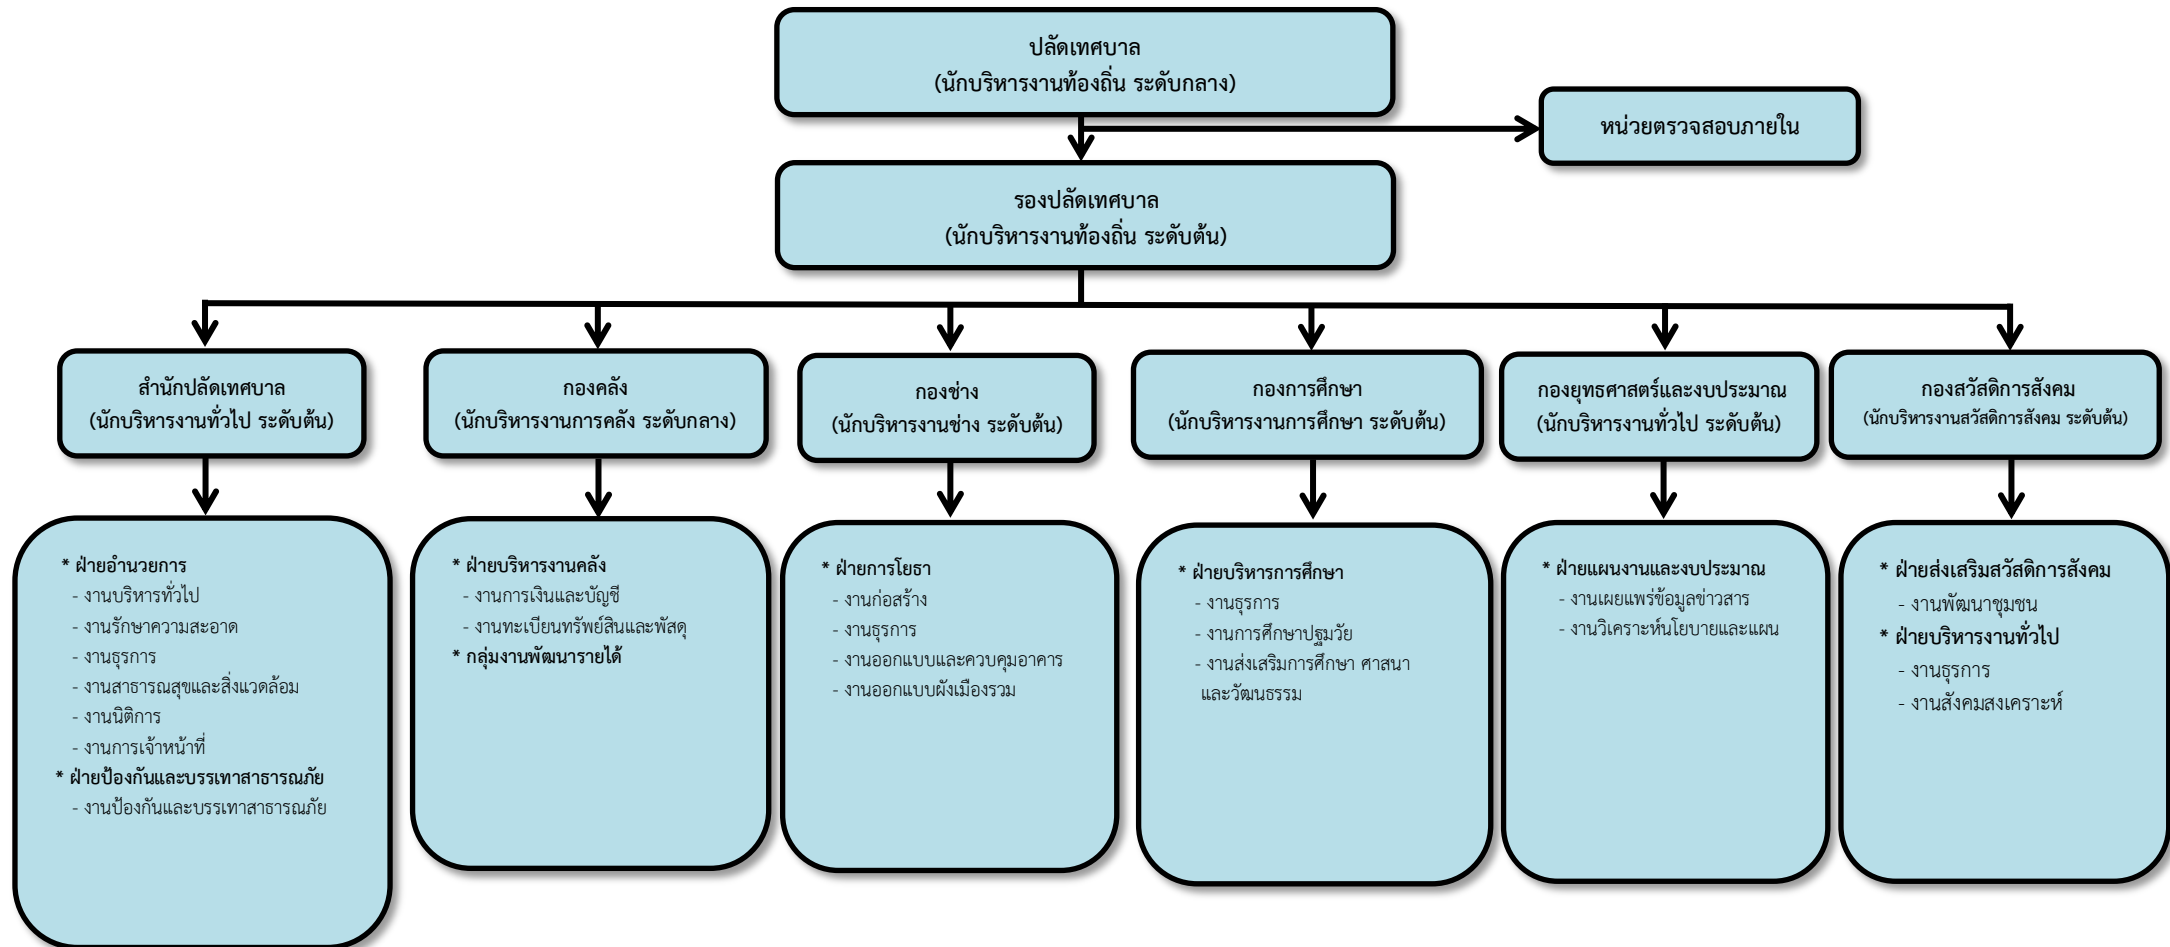 ปลัดเทศบาล
(นักบริหารงานท้องถิ่น ระดับกลาง)
หน่วยตรวจสอบภายใน
รองปลัดเทศบาล
(นักบริหารงานท้องถิ่น ระดับต้น)
สำนักปลัดเทศบาล
(นักบริหารงานทั่วไป ระดับต้น)
กองคลัง
(นักบริหารงานการคลัง ระดับกลาง)
กองช่าง
(นักบริหารงานช่าง ระดับต้น)
กองการศึกษา
(นักบริหารงานการศึกษา ระดับต้น)
กองยุทธศาสตร์และงบประมาณ
(นักบริหารงานทั่วไป ระดับต้น)
กองสวัสดิการสังคม
(นักบริหารงานสวัสดิการสังคม ระดับต้น)
* ฝ่ายอำนวยการ
- งานบริหารทั่วไป
- งานรักษาความสะอาด
- งานธุรการ
- งานสาธารณสุขและสิ่งแวดล้อม
- งานนิติการ
- งานการเจ้าหน้าที่
* ฝ่ายป้องกันและบรรเทาสาธารณภัย
- งานป้องกันและบรรเทาสาธารณภัย
* ฝ่ายบริหารงานคลัง
- งานการเงินและบัญชี
- งานทะเบียนทรัพย์สินและพัสดุ
* กลุ่มงานพัฒนารายได้
* ฝ่ายการโยธา
- งานก่อสร้าง
- งานธุรการ
- งานออกแบบและควบคุมอาคาร
- งานออกแบบผังเมืองรวม
* ฝ่ายบริหารการศึกษา
- งานธุรการ
- งานการศึกษาปฐมวัย
- งานส่งเสริมการศึกษา ศาสนา
และวัฒนธรรม
* ฝ่ายแผนงานและงบประมาณ
- งานเผยแพร่ข้อมูลข่าวสาร
- งานวิเคราะห์นโยบายและแผน
* ฝ่ายส่งเสริมสวัสดิการสังคม
- งานพัฒนาชุมชน
* ฝ่ายบริหารงานทั่วไป
- งานธุรการ
- งานสังคมสงเคราะห์